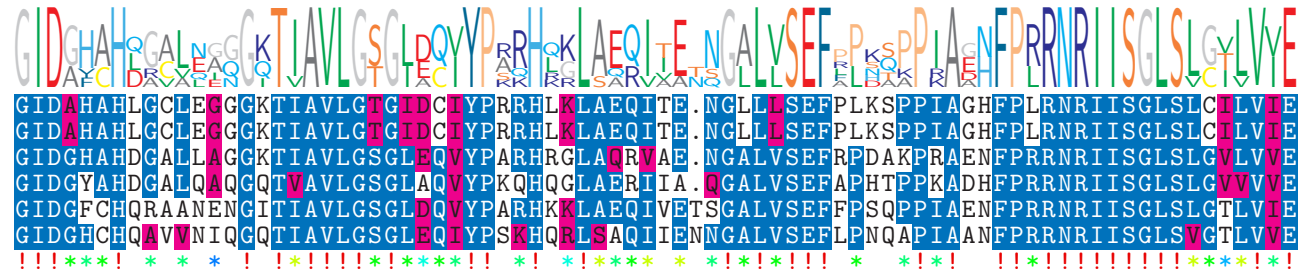 GIDAHAHLGCLEGGGKTIAVLGTGIDCIYPRRHLKLAEQITE.NGLLLSEFPLKSPPIAGHFPLRNRIISGLSLCILVIE
GIDAHAHLGCLEGGGKTIAVLGTGIDCIYPRRHLKLAEQITE.NGLLLSEFPLKSPPIAGHFPLRNRIISGLSLCILVIE
GIDGHAHDGALLAGGKTIAVLGSGLEQVYPARHRGLAQRVAE.NGALVSEFRPDAKPRAENFPRRNRIISGLSLGVLVVE
GIDGYAHDGALQAQGQTVAVLGSGLAQVYPKQHQGLAERIIA.QGALVSEFAPHTPPKADHFPRRNRIISGLSLGVVVVE
GIDGFCHQRAANENGITIAVLGSGLDQVYPARHKKLAEQIVETSGALVSEFFPSQPPIAENFPRRNRIISGLSLGTLVIE
GIDGHCHQAVVNIQGQTIAVLGSGLEQIYPSKHQRLSAQIIENNGALVSEFLPNQAPIAANFPRRNRIISGLSVGTLVVE